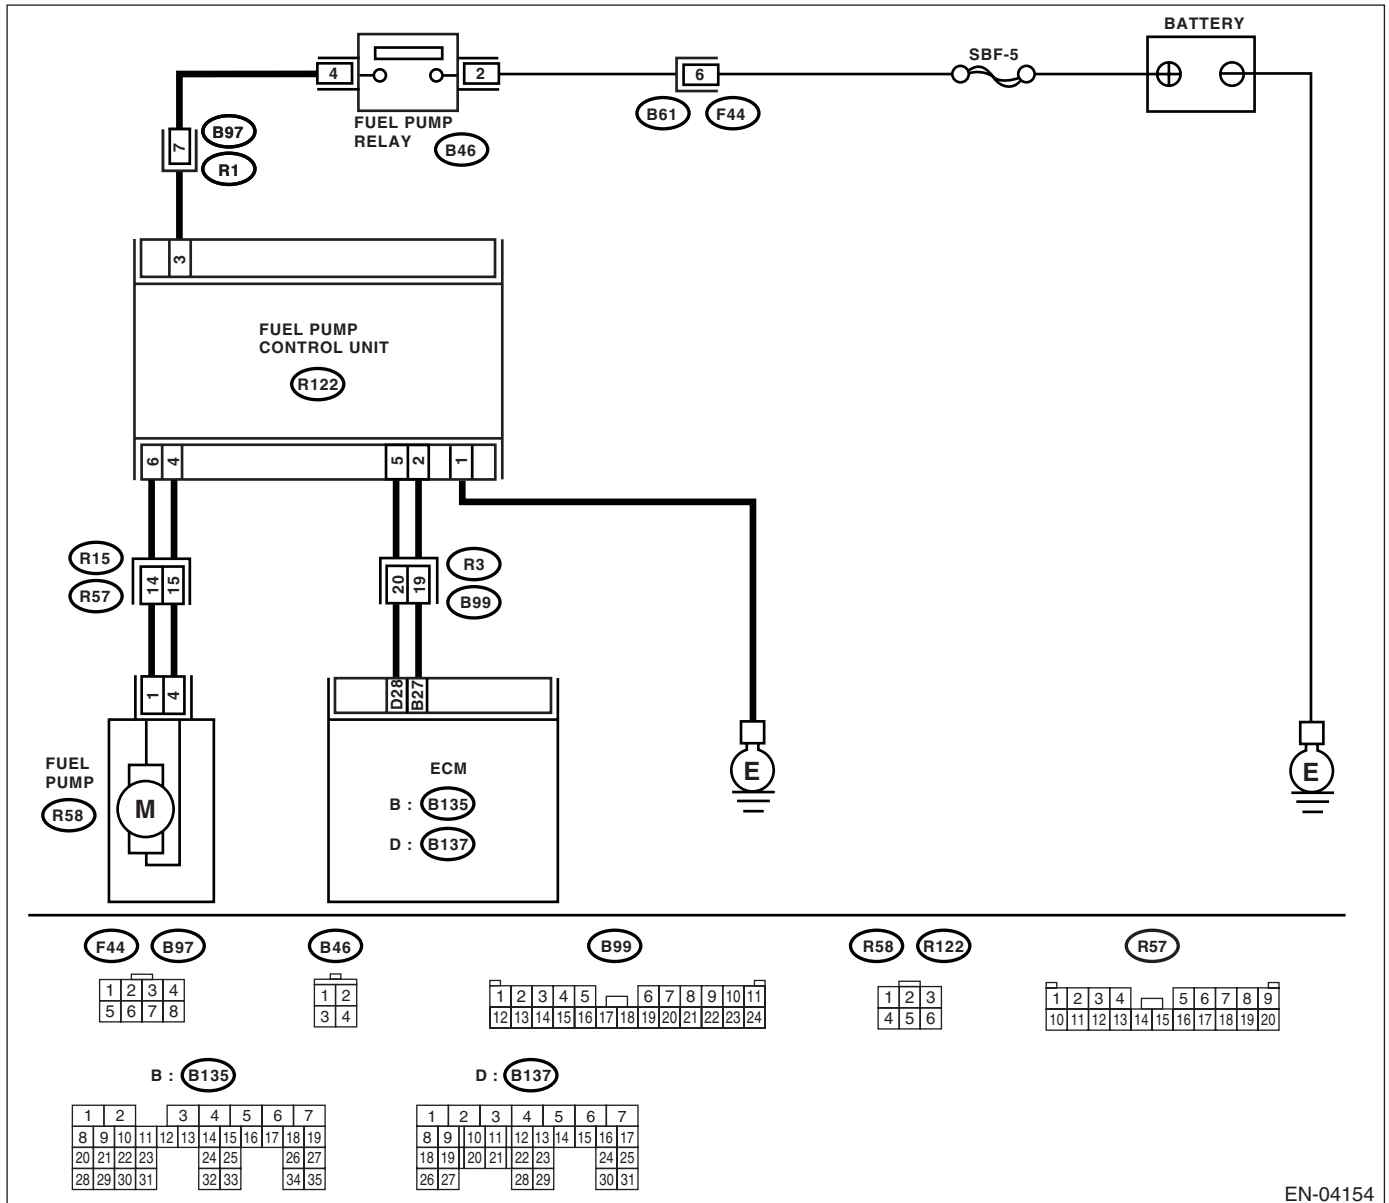 BATTERY
SBF-5
4
2
6
FUEL PUMP
RELAY
B46
B61
F44
7
B97
R1
3
FUEL PUMP
CONTROL UNIT
R122
6 4 5 2 1
R15
R57
14 15
20 19
R3
B99
1 4
D28 B27
FUEL
PUMP
R58
M
ECM
B : B135
D : B137
E
E
F44 B97 B46 B99 R58 R122 R57
1 2 3 4
5 6 7 8
1 2
3 4
1 2 3 4 5 6 7 8 9 10 11
12 13 14 15 16 17 18 19 20 21 22 23 24
1 2 3
4 5 6
1 2 3 4 5 6 7 8 9
10 11 12 13 14 15 16 17 18 19 20
B : B135
1 2 3 4 5 6 7
8 9 10 11 12 13 14 15 16 17 18 19
20 21 22 23 24 25 26 27
28 29 30 31 32 33 34 35
D : B137
1 2 3 4 5 6 7
8 9 10 11 12 13 14 15 16 17
18 19 20 21 22 23 24 25
26 27 28 29 30 31
EN-04154